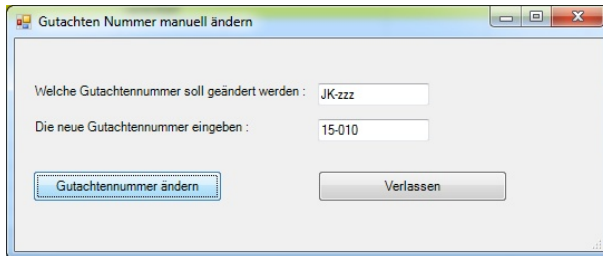 Gutachten Nummer manuell ändern
Welche Gutachtennummer soll geändert werden : JK-zzz
Die neue Gutachtennummer eingeben : 15-010
Gutachtennummer ändern Verlassen